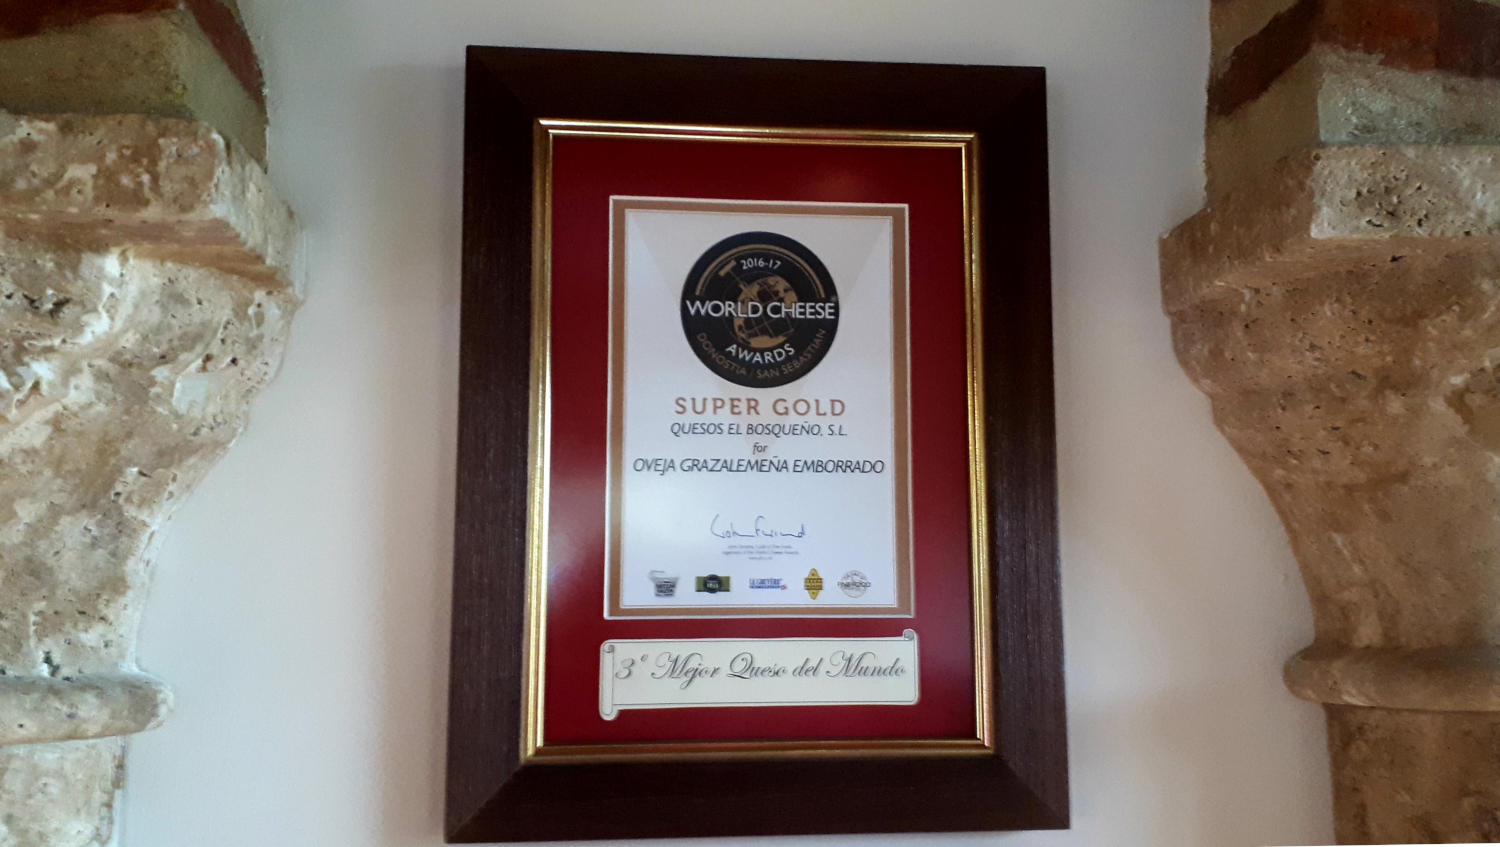 2016-17
WORLD CHEESE
AWARDS
DONOSTIA / SAN SEBASTIAN
SUPER GOLD
QUESOS EL BOSQUEÑO, S.L.
for
OVEJA GRAZALEMEÑA EMBORRADO
3º Mejor Queso del Mundo